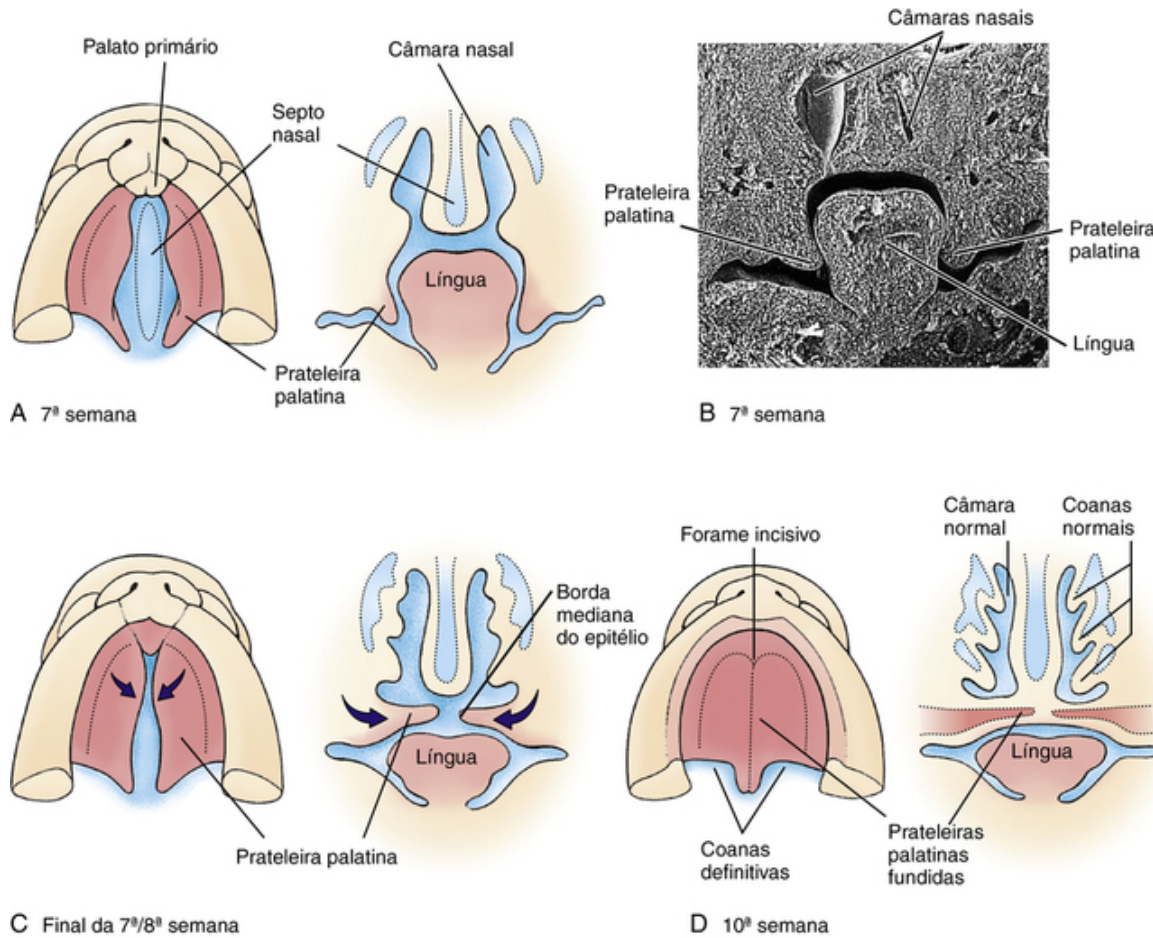 Palato primário
Câmara nasal
Septo
nasal
Língua
Prateleira
palatina
A 7ª semana
Câmaras nasais
Prateleira
palatina
Prateleira
palatina
Língua
B 7ª semana
Borda
mediana
do epitélio
Língua
Prateleira palatina
C Final da 7ª/8ª semana
Forame incisivo
Câmara
normal
Coanas
normais
Língua
Coanas
definitivas
Prateleiras
palatinas
fundidas
D 10ª semana